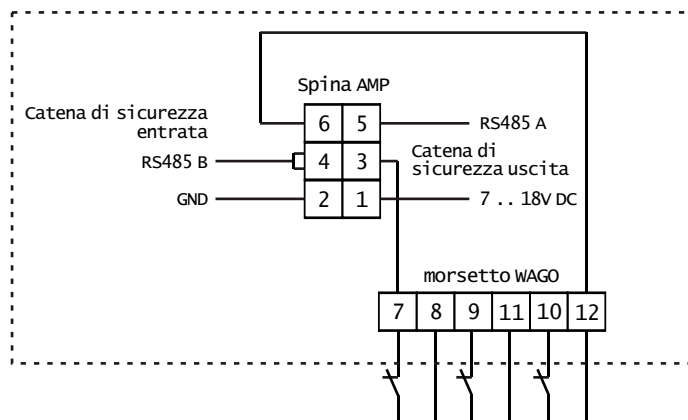 Spina AMP
Catena di sicurezza
entrata
6 5
RS485 A
RS485 B
4 3
Catena di
sicurezza uscita
GND
2 1
7 .. 18V DC
morsetto WAGO
7 8 9 11 10 12